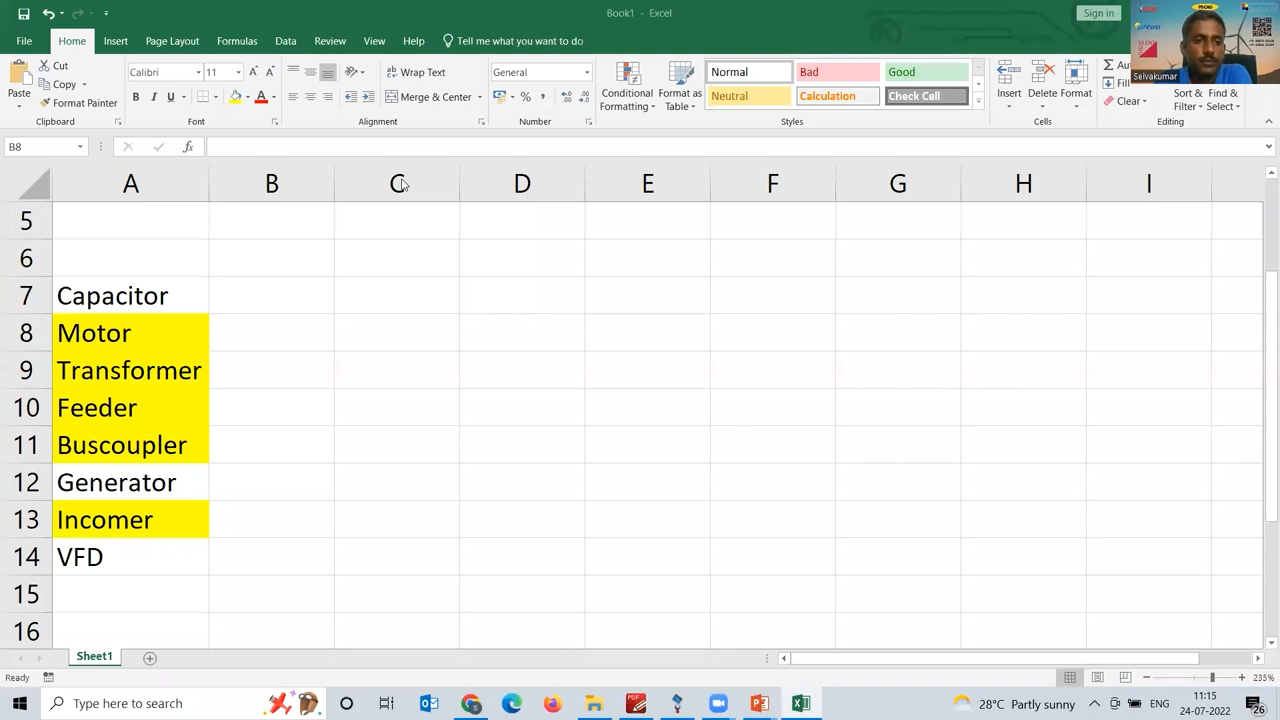 Book1 - Excel
Sign in
File Home Insert Page Layout Formulas Data Review View Help Tell me what you want to do
Paste
Cut
Copy
Format Painter
Clipboard
Calibri 11
B I U
Font
Wrap Text
Merge & Center
Alignment
General
Number
Conditional
Formatting
Format as
Table
Normal Bad Good
Neutral Calculation Check Cell
Styles
Insert Delete Format
Cells
Fill
Clear
Sort &
Filter
Find &
Select
Editing
PSCAD
Selvakumar
B8
fx
A B C D E F G H I
5
6
7 Capacitor
8 Motor
9 Transformer
10 Feeder
11 Buscoupler
12 Generator
13 Incomer
14 VFD
15
16
Sheet1
Ready
235%
Type here to search
28°C Partly sunny
ENG
11:15
24-07-2022
26